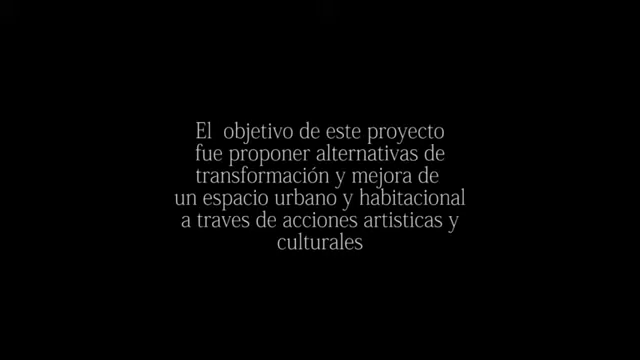 El objetivo de este proyecto
fue proponer alternativas de
transformación y mejora de
un espacio urbano y habitacional
a traves de acciones artisticas y
culturales